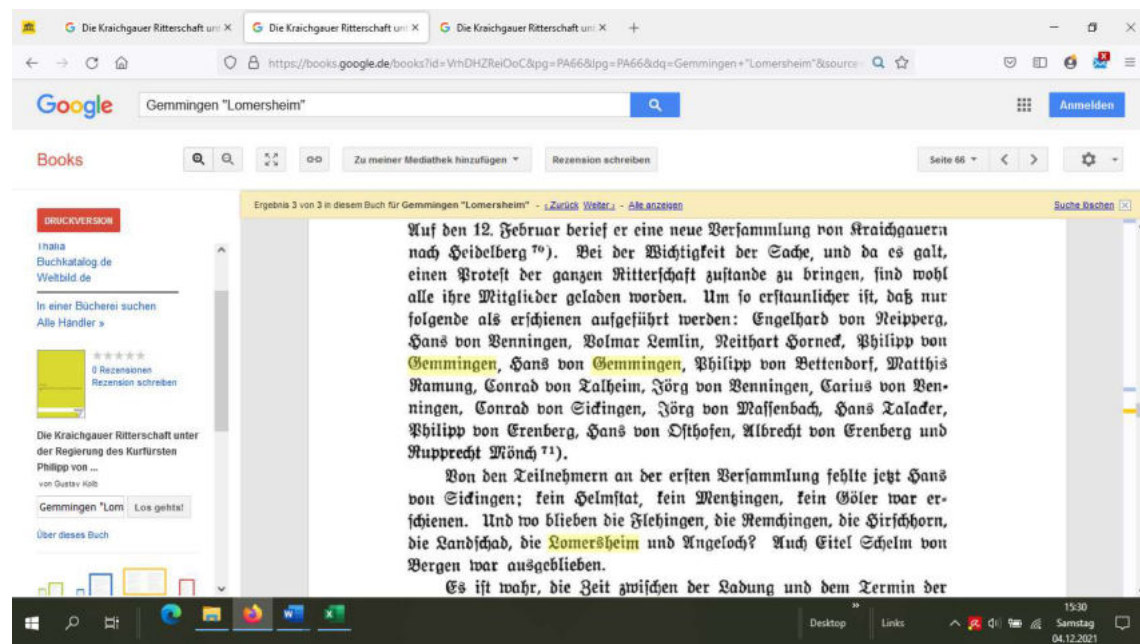 Die Kraichgauer Ritterschaft unt
Die Kraichgauer Ritterschaft unt
Die Kraichgauer Ritterschaft unt
https://books.google.de/books?id=VrhDHZReiOoC&pg=PA66&lpg=PA66&dq=Gemmingen+"Lomersheim"&source=
Google
Gemmingen "Lomersheim"
Anmelden
Books
Zu meiner Mediathek hinzufügen
Rezension schreiben
Seite 66
Ergebnis 3 von 3 in diesem Buch für Gemmingen "Lomersheim" - ‹ Zurück Weiter › - Alle anzeigen
Suche löschen
DRUCKVERSION
Thalia
Buchkatalog.de
Weltbild.de
In einer Bücherei suchen
Alle Händler »
0 Rezensionen
Rezension schreiben
Die Kraichgauer Ritterschaft unter
der Regierung des Kurfürsten
Philipp von ...
von Gustav Kolb
Gemmingen "Lom
Los gehts!
Über dieses Buch
Auf den 12. Februar berief er eine neue Versammlung von Kraichgauern
nach Heidelberg 70). Bei der Wichtigkeit der Sache, und da es galt,
einen Protest der ganzen Ritterschaft zustande zu bringen, sind wohl
alle ihre Mitglieder geladen worden. Um so erstaunlicher ist, daß nur
folgende als erschienen aufgeführt werden: Engelhard von Neipperg,
Hans von Venningen, Volmar Lemlin, Neithart Horneck, Philipp von
Gemmingen, Hans von Gemmingen, Philipp von Bettendorf, Matthis
Ramung, Conrad von Talheim, Jörg von Venningen, Carius von Ven-
ningen, Conrad von Sickingen, Jörg von Massenbach, Hans Talacker,
Philipp von Erenberg, Hans von Osthofen, Albrecht von Erenberg und
Rupprecht Mönch 71).
Von den Teilnehmern an der ersten Versammlung fehlte jetzt Hans
von Sickingen; kein Helmstat, kein Mentzingen, kein Göler war er-
schienen. Und wo blieben die Flehingen, die Remchingen, die Hirschhorn,
die Landschad, die Lomersheim und Angeloch? Auch Eitel Schelm von
Bergen war ausgeblieben.
Es ist wahr, die Zeit zwischen der Ladung und dem Termin der
Desktop
Links
15:30
Samstag
04.12.2021